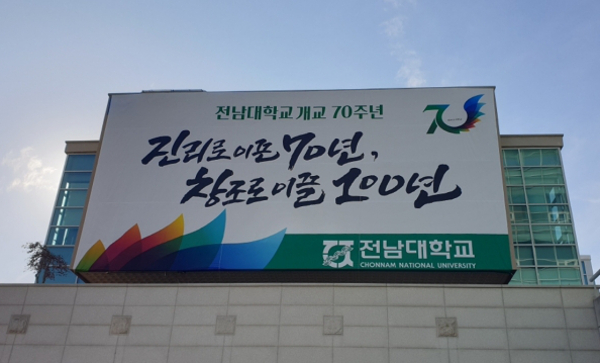 전남대학교 개교 70주년
70
진리로 이끈 70년,
창조로 이끌 100년
전남대학교
CHONNAM NATIONAL UNIVERSITY